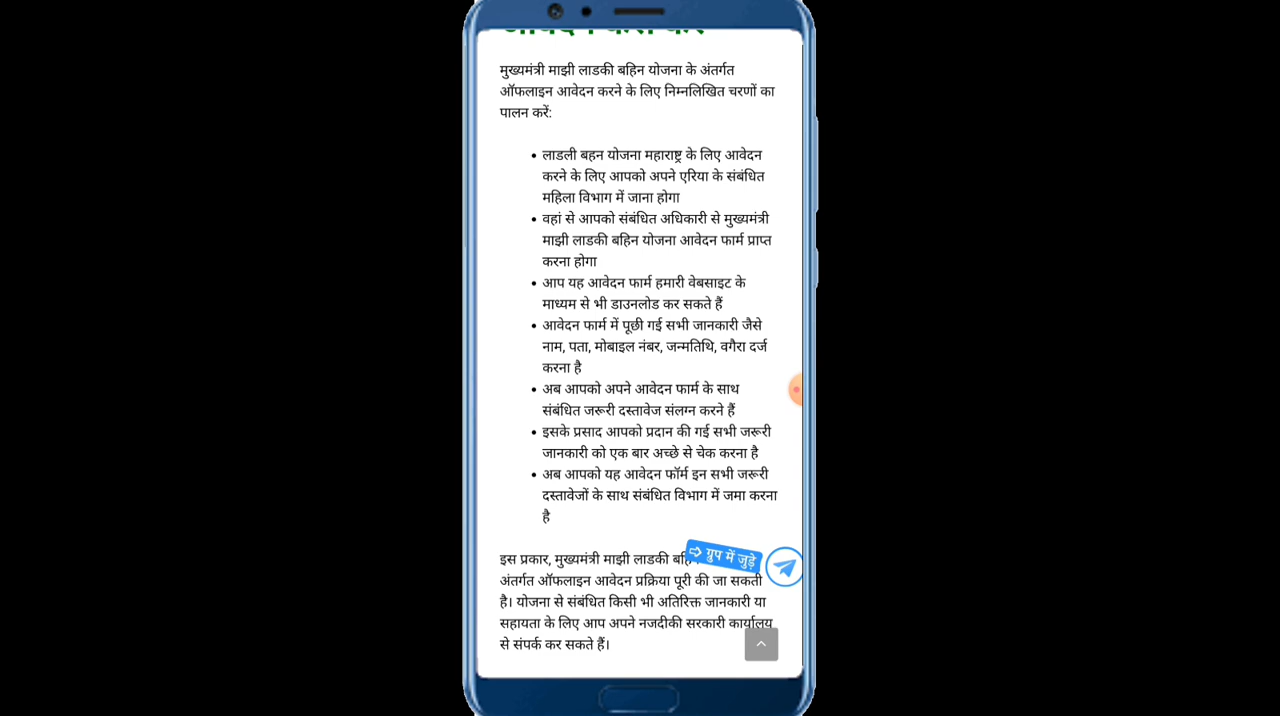 मुख्यमंत्री माझी लाडकी बहिन योजना के अंतर्गत
ऑफलाइन आवेदन करने के लिए निम्नलिखित चरणों का
पालन करें:
• लाडली बहन योजना महाराष्ट्र के लिए आवेदन
करने के लिए आपको अपने एरिया के संबंधित
महिला विभाग में जाना होगा
• वहां से आपको संबंधित अधिकारी से मुख्यमंत्री
माझी लाडकी बहिन योजना आवेदन फार्म प्राप्त
करना होगा
• आप यह आवेदन फार्म हमारी वेबसाइट के
माध्यम से भी डाउनलोड कर सकते हैं
• आवेदन फार्म में पूछी गई सभी जानकारी जैसे
नाम, पता, मोबाइल नंबर, जन्मतिथि, वगैरा दर्ज
करना है
• अब आपको अपने आवेदन फार्म के साथ
संबंधित जरूरी दस्तावेज संलग्न करने हैं
• इसके प्रसाद आपको प्रदान की गई सभी जरूरी
जानकारी को एक बार अच्छे से चेक करना है
• अब आपको यह आवेदन फॉर्म इन सभी जरूरी
दस्तावेजों के साथ संबंधित विभाग में जमा करना
है
इस प्रकार, मुख्यमंत्री माझी लाडकी
⇨ ग्रुप में जुड़े
अंतर्गत ऑफलाइन आवेदन प्रक्रिया पूरी की जा सकती
है। योजना से संबंधित किसी भी अतिरिक्त जानकारी या
सहायता के लिए आप अपने नजदीकी सरकारी कार्यालय
से संपर्क कर सकते हैं।